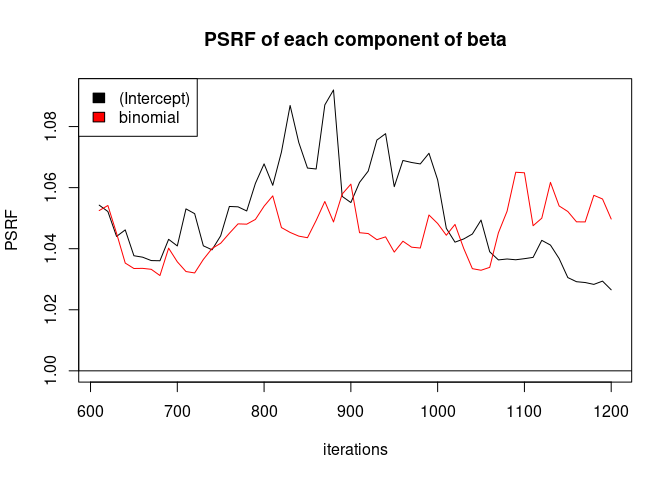 PSRF of each component of beta
(Intercept)
binomial
PSRF
1.00
1.02
1.04
1.06
1.08
600
700
800
900
1000
1100
1200
iterations